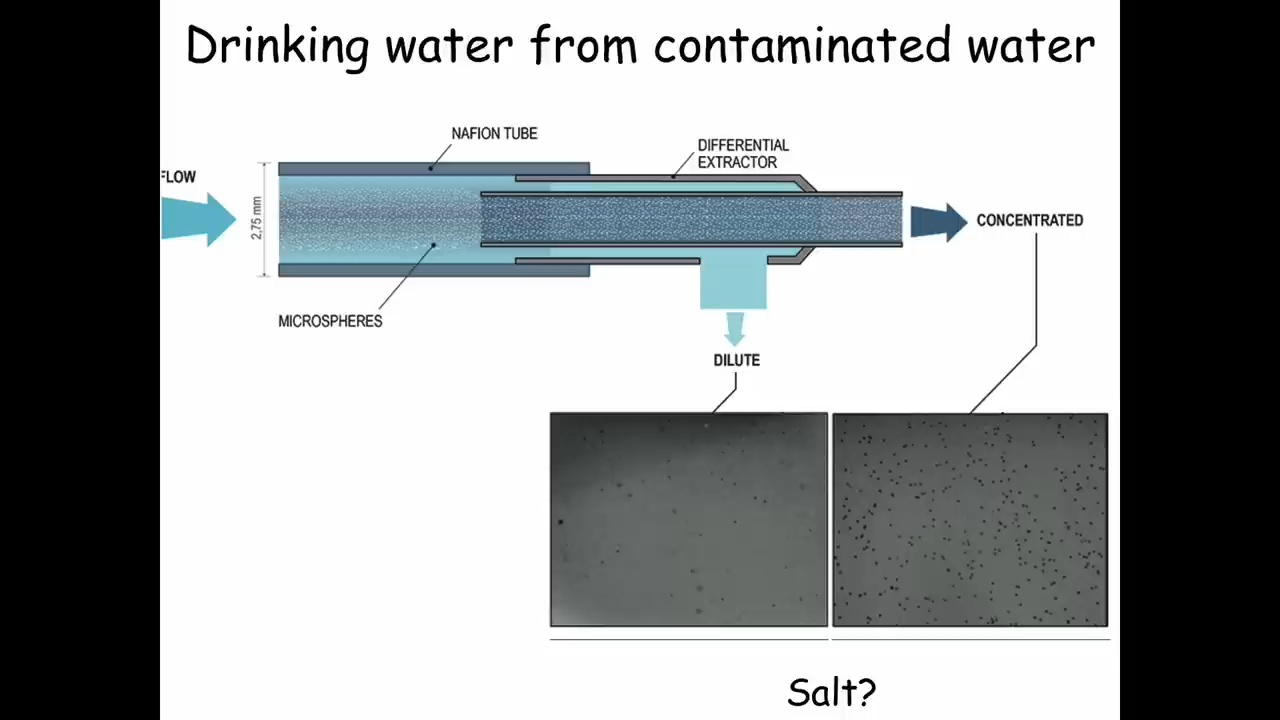 Drinking water from contaminated water
NAFION TUBE
DIFFERENTIAL
EXTRACTOR
FLOW
2,75 mm
CONCENTRATED
MICROSPHERES
DILUTE
Salt?